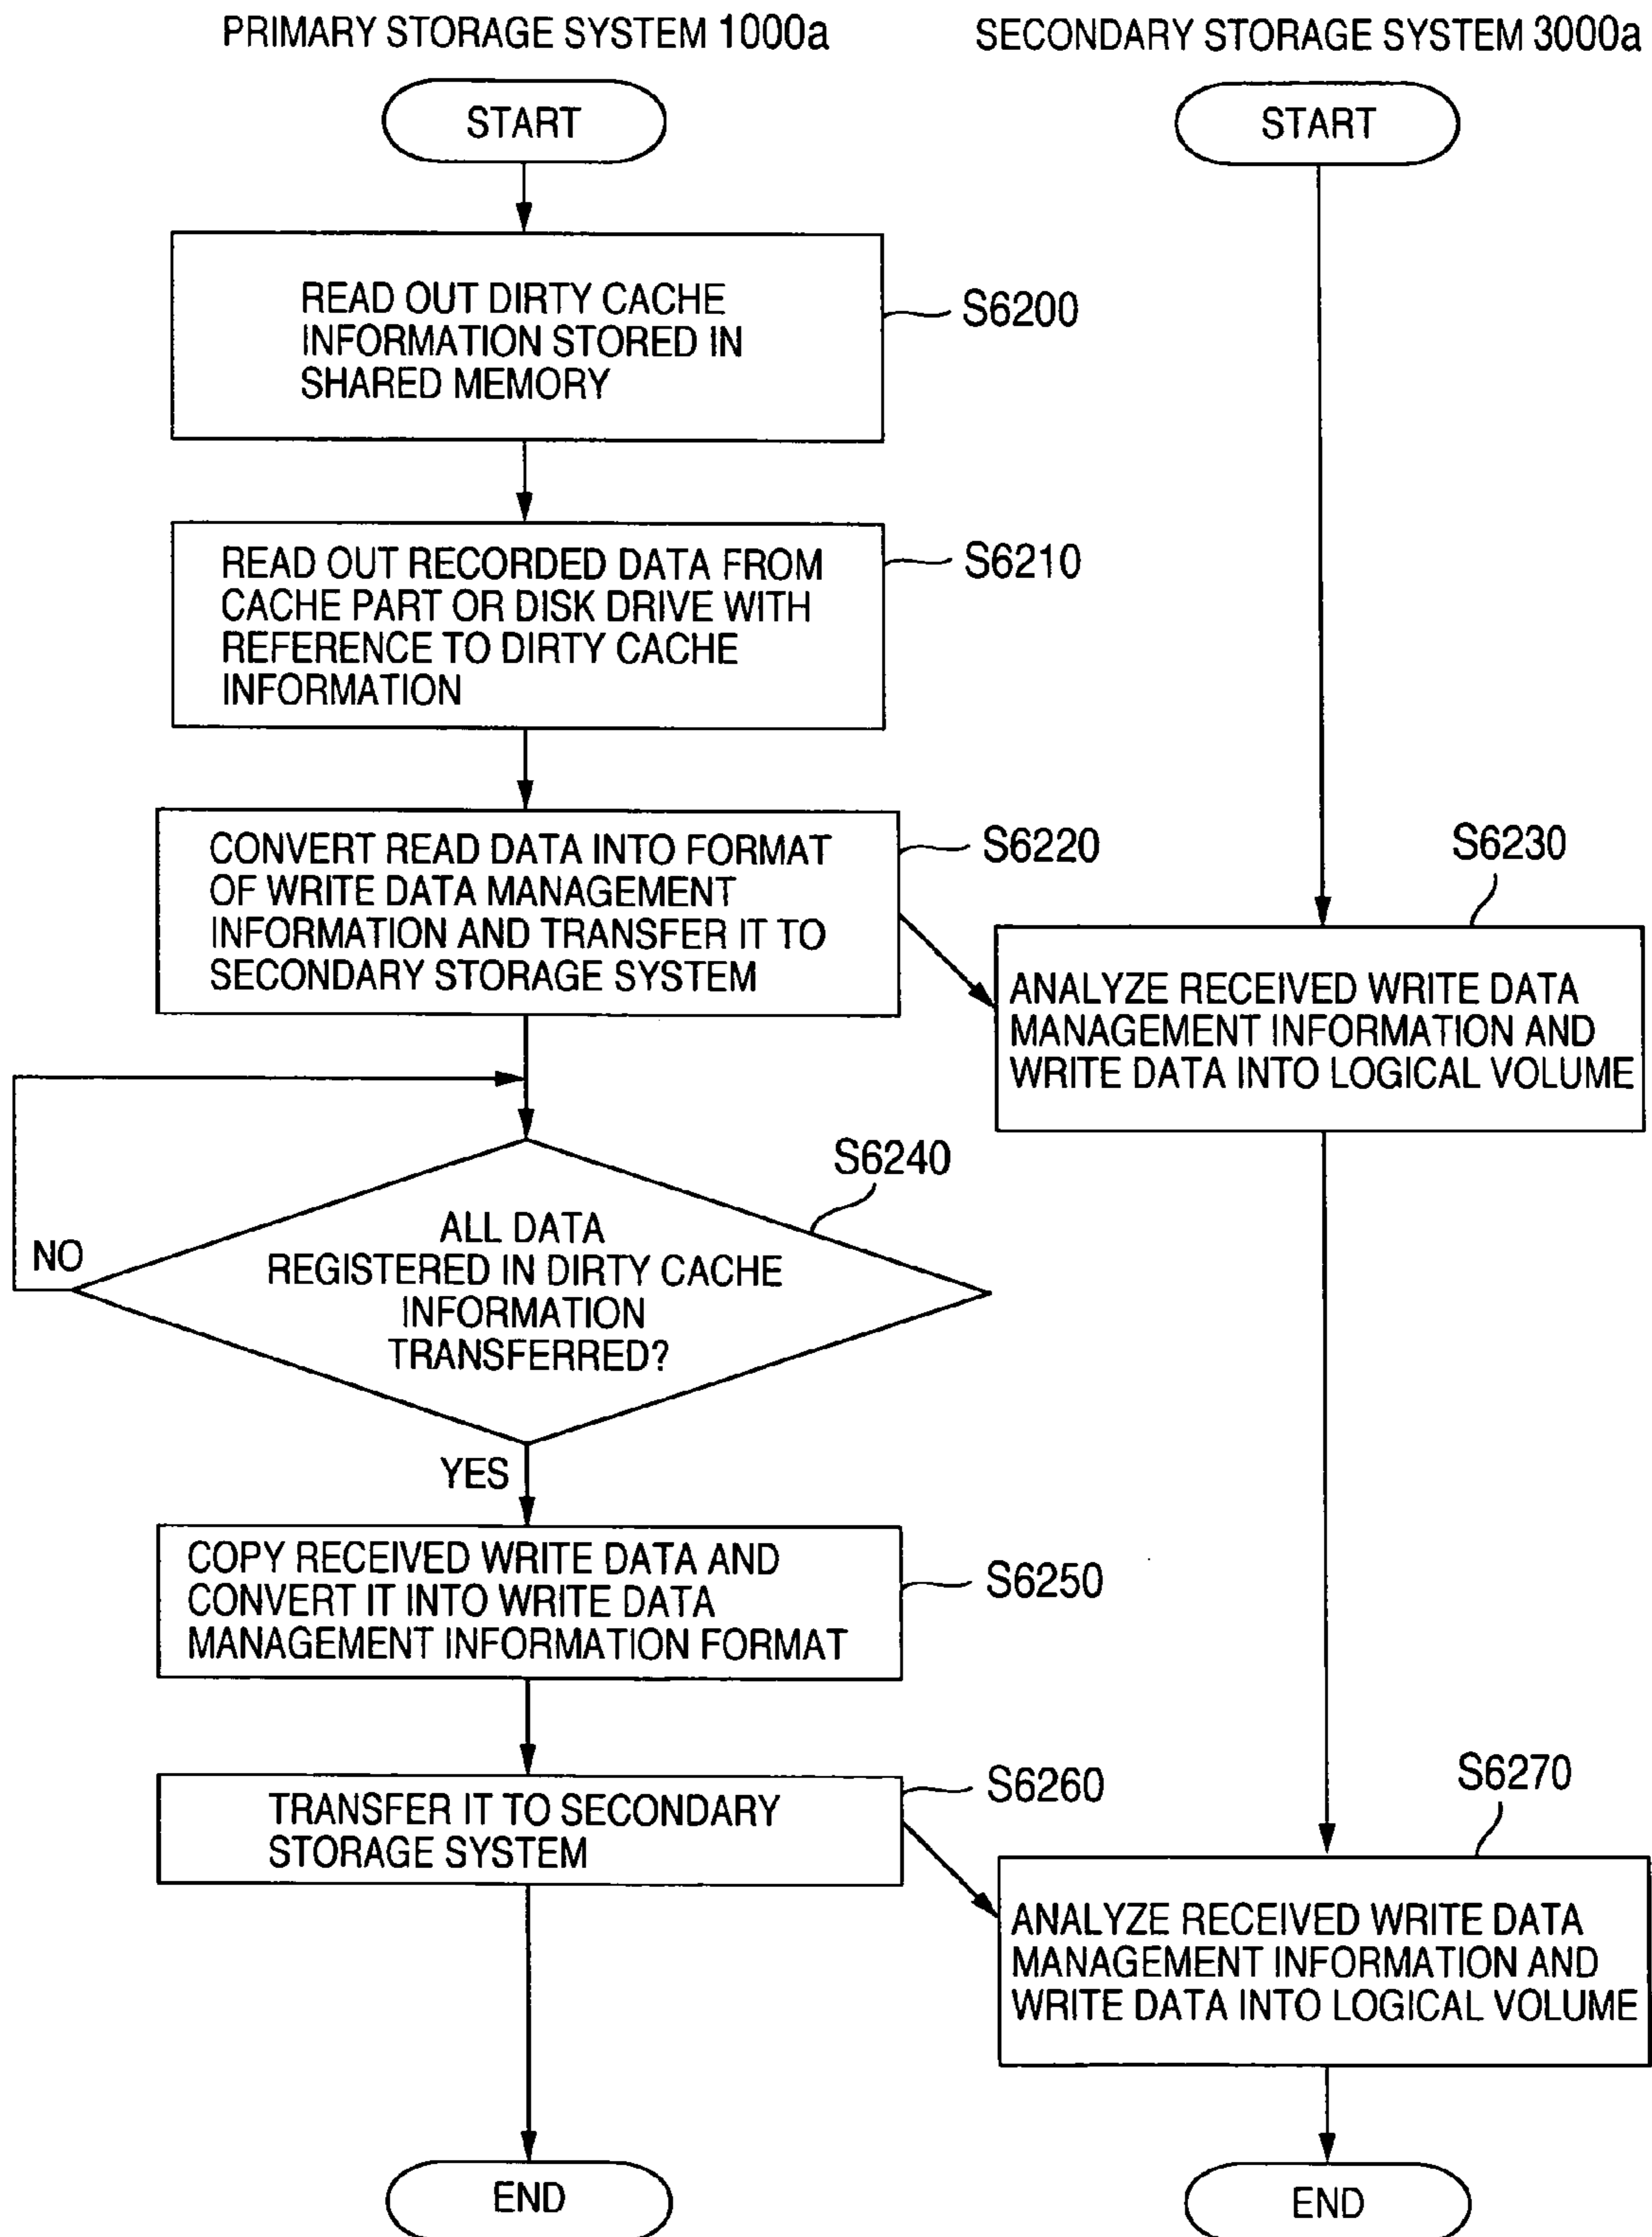 PRIMARY STORAGE SYSTEM 1000a
SECONDARY STORAGE SYSTEM 3000a
START
START
READ OUT DIRTY CACHE
INFORMATION STORED IN
SHARED MEMORY
S6200
READ OUT RECORDED DATA FROM
CACHE PART OR DISK DRIVE WITH
REFERENCE TO DIRTY CACHE
INFORMATION
S6210
CONVERT READ DATA INTO FORMAT
OF WRITE DATA MANAGEMENT
INFORMATION AND TRANSFER IT TO
SECONDARY STORAGE SYSTEM
S6220
S6230
ANALYZE RECEIVED WRITE DATA
MANAGEMENT INFORMATION AND
WRITE DATA INTO LOGICAL VOLUME
S6240
ALL DATA
REGISTERED IN DIRTY CACHE
INFORMATION
TRANSFERRED?
NO
YES
COPY RECEIVED WRITE DATA AND
CONVERT IT INTO WRITE DATA
MANAGEMENT INFORMATION FORMAT
S6250
TRANSFER IT TO SECONDARY
STORAGE SYSTEM
S6260
S6270
ANALYZE RECEIVED WRITE DATA
MANAGEMENT INFORMATION AND
WRITE DATA INTO LOGICAL VOLUME
END
END